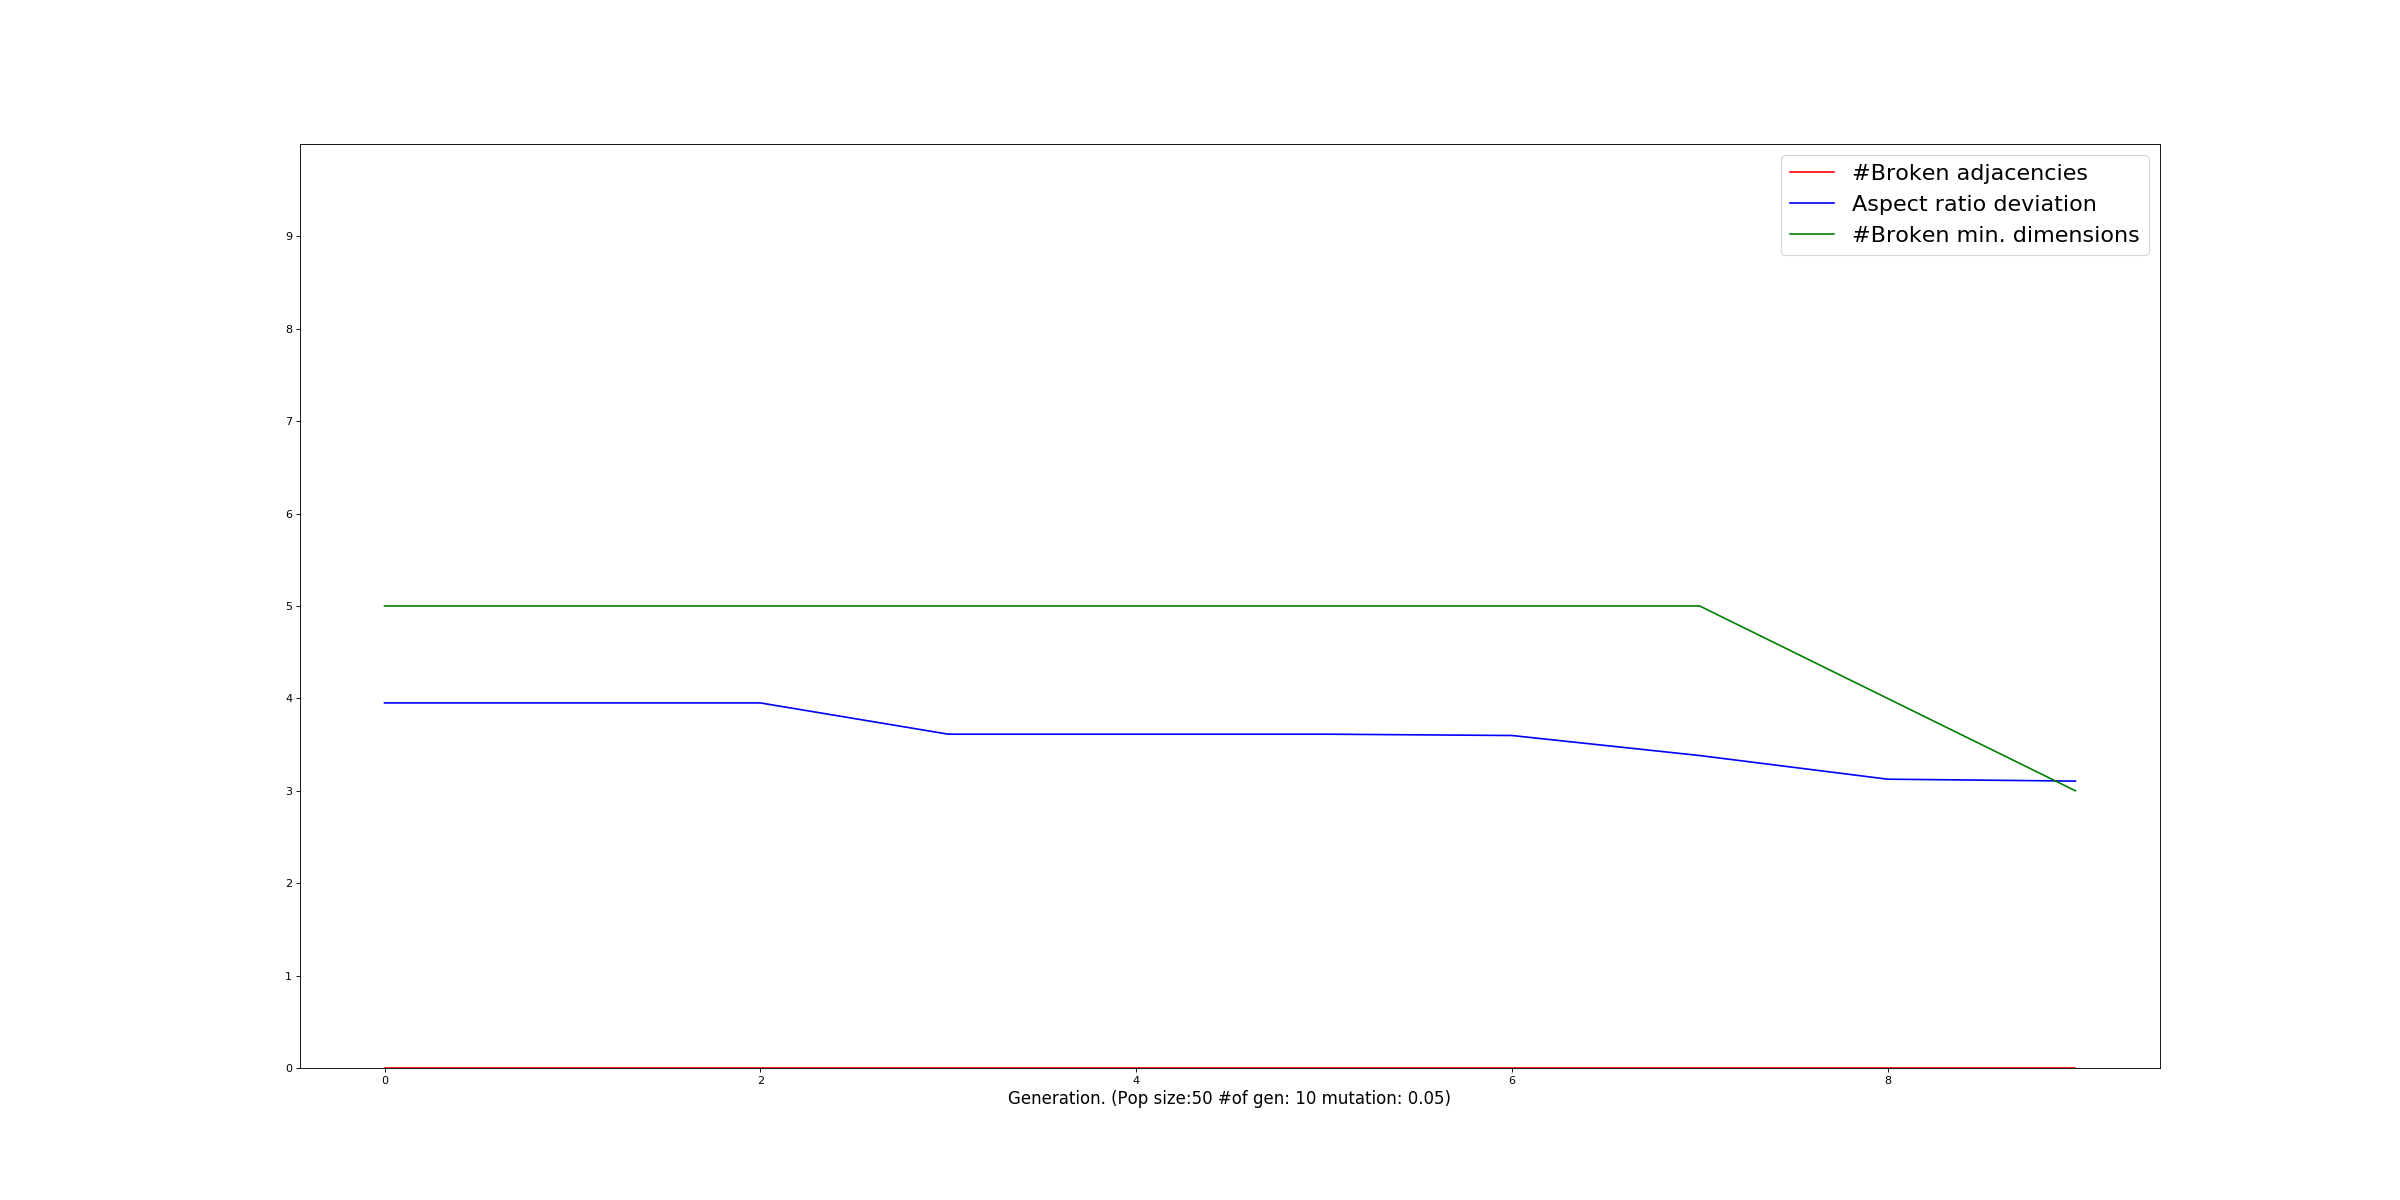 #Broken adjacencies
Aspect ratio deviation
#Broken min. dimensions
9
8
7
6
5
4
3
2
1
0
0 2 4 6 8
Generation. (Pop size:50 #of gen: 10 mutation: 0.05)